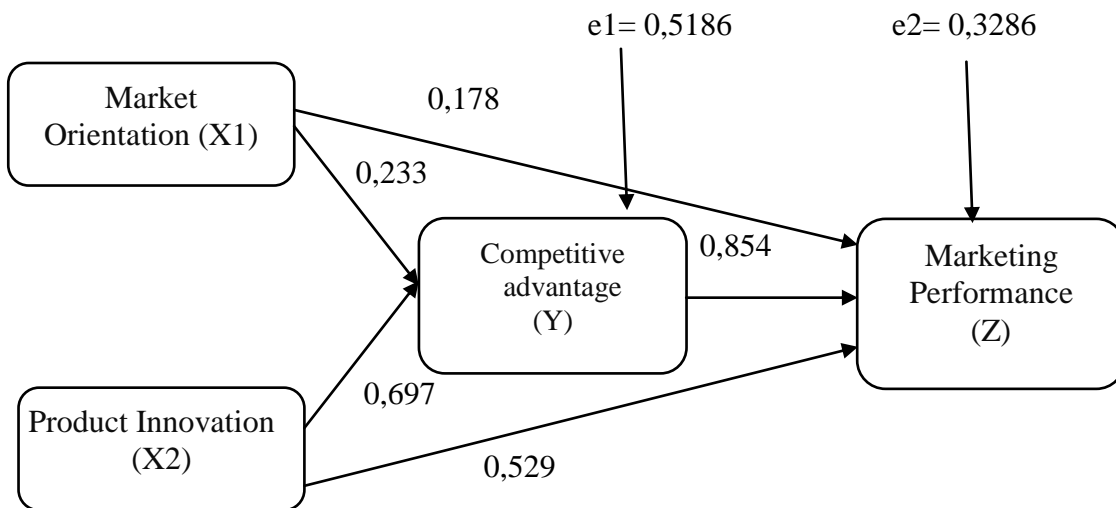 e1= 0,5186
e2= 0,3286
Market
Orientation (X1)
0,178
0,233
Competitive
advantage
(Y)
0,854
Marketing
Performance
(Z)
Product Innovation
(X2)
0,697
0,529